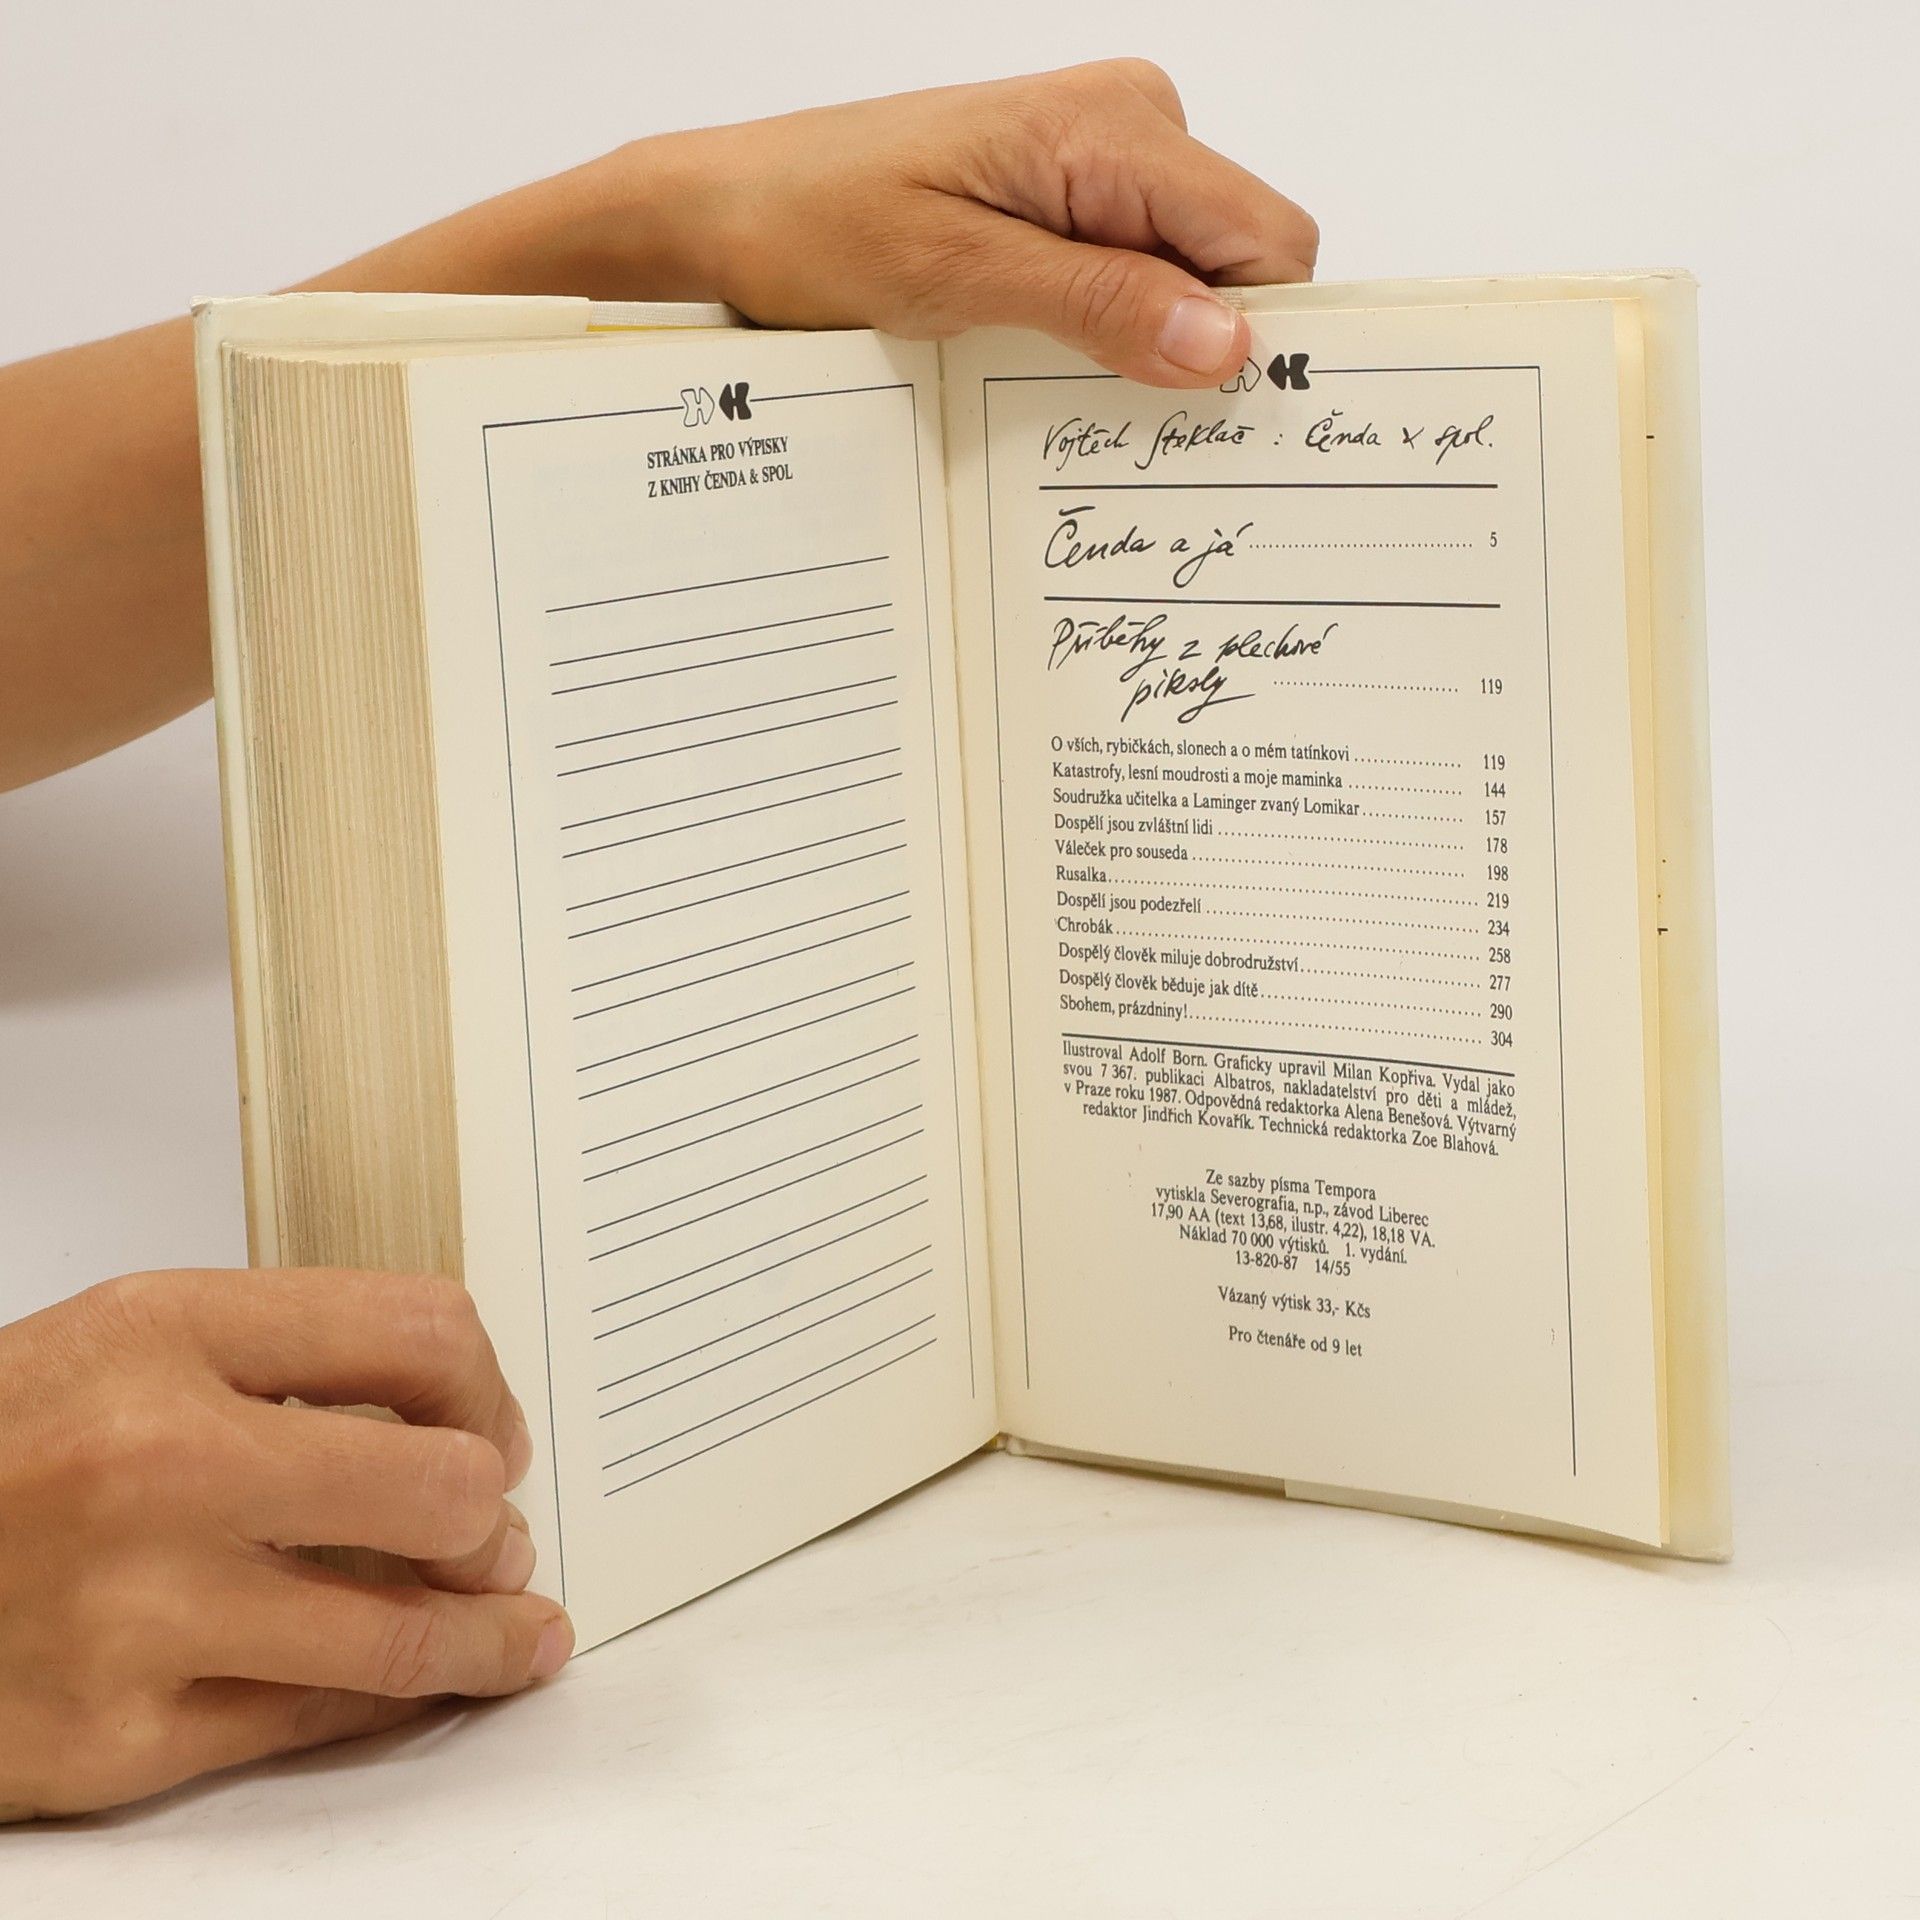 STRÁNKA PRO VÝPISKY
Z KNIHY ČENDA & SPOL
Vojtěch Steklač : Čenda & spol.
Čenda a já ........................................ 5
Příběhy z plechové
piksly ................................. 119
O vších, rybičkách, slonech a o mém tatínkovi .................. 119
Katastrofy, lesní moudrosti a moje maminka .................. 144
Soudružka učitelka a Laminger zvaný Lomikar................ 157
Dospělí jsou zvláštní lidi ........................................ 178
Váleček pro souseda ............................................ 198
Rusalka............................................................ 219
Dospělí jsou podezřelí ............................................ 234
Chrobák............................................................ 258
Dospělý člověk miluje dobrodružství............................ 277
Dospělý člověk běduje jak dítě................................... 290
Sbohem, prázdniny!.............................................. 304
Ilustroval Adolf Born. Graficky upravil Milan Kopřiva. Vydal jako
svou 7 367. publikaci Albatros, nakladatelství pro děti a mládež,
v Praze roku 1987. Odpovědná redaktorka Alena Benešová. Výtvarný
redaktor Jindřich Kovařík. Technická redaktorka Zoe Blahová.
Ze sazby písma Tempora
vytiskla Severografia, n.p., závod Liberec
17,90 AA (text 13,68, ilustr. 4,22), 18,18 VA.
Náklad 70 000 výtisků. 1. vydání.
13-820-87 14/55
Vázaný výtisk 33,- Kčs
Pro čtenáře od 9 let